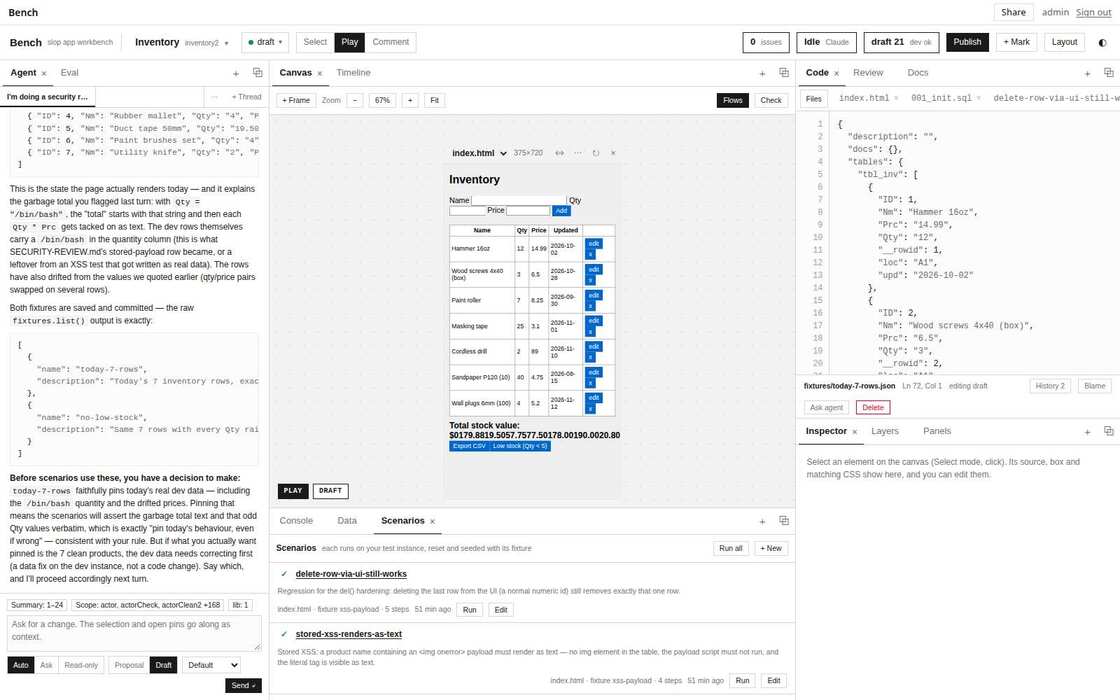 Bench
Share admin Sign out
Bench slop app workbench Inventory inventory2 draft Select Play Comment 0 issues Idle Claude draft 21 dev ok Publish + Mark Layout
Agent × Eval +
I'm doing a security r… ··· + Thread
{ "ID": 4, "Nm": "Rubber mallet", "Qty": "4", "P
{ "ID": 5, "Nm": "Duct tape 50mm", "Qty": "19.50
{ "ID": 6, "Nm": "Paint brushes set", "Qty": "4"
{ "ID": 7, "Nm": "Utility knife", "Qty": "2", "P
]
This is the state the page actually renders today — and it explains
the garbage total you flagged last turn: with Qty =
"/bin/bash", the "total" starts with that string and then each
Qty * Prc gets tacked on as text. The dev rows themselves
carry a /bin/bash in the quantity column (this is what
SECURITY-REVIEW.md's stored-payload row became, or a
leftover from an XSS test that got written as real data). The rows
have also drifted from the values we quoted earlier (qty/price pairs
swapped on several rows).
Both fixtures are saved and committed — the raw
fixtures.list() output is exactly:
[
{
"name": "today-7-rows",
"description": "Today's 7 inventory rows, exac
},
{
"name": "no-low-stock",
"description": "Same 7 rows with every Qty rai
}
]
Before scenarios use these, you have a decision to make:
today-7-rows faithfully pins today's real dev data — including
the /bin/bash quantity and the drifted prices. Pinning that
means the scenarios will assert the garbage total text and that odd
Qty values verbatim, which is exactly "pin today's behaviour, even
if wrong" — consistent with your rule. But if what you actually want
pinned is the 7 clean products, the dev data needs correcting first
(a data fix on the dev instance, not a code change). Say which,
and I'll proceed accordingly next turn.
Summary: 1–24 Scope: actor, actorCheck, actorClean2 +168 lib: 1
Ask for a change. The selection and open pins go along as
context.
Auto Ask Read-only Proposal Draft Default
Send
Canvas × Timeline +
+ Frame Zoom − 67% + Fit Flows Check
index.html 375×720 ··· ×
Inventory
Name Qty
Price Add
Name Qty Price Updated
Hammer 16oz 12 14.99 2026-10-02 edit x
Wood screws 4x40 (box) 3 6.5 2026-10-28 edit x
Paint roller 7 8.25 2026-09-30 edit x
Masking tape 25 3.1 2026-11-01 edit x
Cordless drill 2 89 2026-11-10 edit x
Sandpaper P120 (10) 40 4.75 2026-08-15 edit x
Wall plugs 6mm (100) 4 5.2 2026-11-12 edit x
Total stock value:
$0179.8819.5057.7577.50178.00190.0020.80
Export CSV Low stock (Qty < 5)
PLAY DRAFT
Console Data Scenarios × +
Scenarios each runs on your test instance, reset and seeded with its fixture Run all + New
✓ delete-row-via-ui-still-works
Regression for the del() hardening: deleting the last row from the UI (a normal numeric id) still removes exactly that one row.
index.html · fixture xss-payload · 5 steps 51 min ago Run Edit
✓ stored-xss-renders-as-text
Stored XSS: a product name containing an <img onerror> payload must render as text — no img element in the table, the payload script must not run, and
the literal tag is visible as text.
index.html · fixture xss-payload · 4 steps 51 min ago Run Edit
Code × Review Docs +
Files index.html 001_init.sql delete-row-via-ui-still-w
1 {
2 "description": "",
3 "docs": {},
4 "tables": {
5 "tbl_inv": [
6 {
7 "ID": 1,
8 "Nm": "Hammer 16oz",
9 "Prc": "14.99",
10 "Qty": "12",
11 "__rowid": 1,
12 "loc": "A1",
13 "upd": "2026-10-02"
14 },
15 {
16 "ID": 2,
17 "Nm": "Wood screws 4x40 (box)",
18 "Prc": "6.5",
19 "Qty": "3",
20 "__rowid": 2,
fixtures/today-7-rows.json Ln 72, Col 1 editing draft History 2 Blame
Ask agent Delete
Inspector × Layers Panels +
Select an element on the canvas (Select mode, click). Its source, box and
matching CSS show here, and you can edit them.